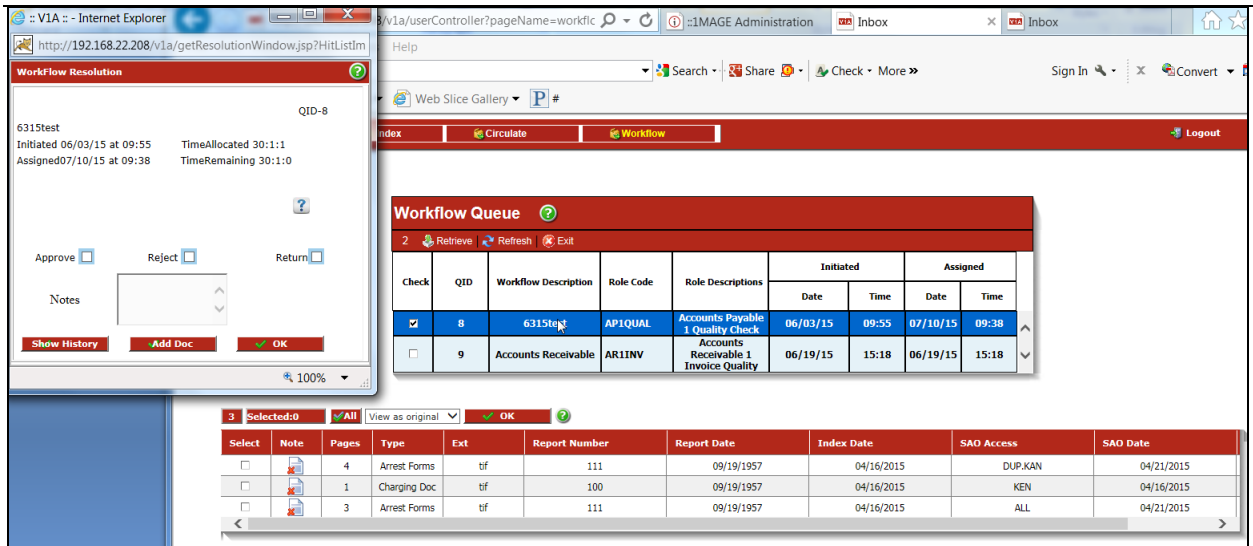 :: V1A :: - Internet Explorer
http://192.168.22.208/v1a/getResolutionWindow.jsp?HitListIm
WorkFlow Resolution
QID-8
6315test
Initiated 06/03/15 at 09:55 TimeAllocated 30:1:1
Assigned07/10/15 at 09:38 TimeRemaining 30:1:0
Approve Reject Return
Notes
Show History Add Doc OK
100%
/v1a/userController?pageName=workflc ::1MAGE Administration Inbox Inbox
Help
Search Share Check More » Sign In Convert
Web Slice Gallery P #
ndex Circulate Workflow Logout
Workflow Queue
2 Retrieve Refresh Exit
Check QID Workflow Description Role Code Role Descriptions Initiated Assigned
Date Time Date Time
8 6315test AP1QUAL Accounts Payable 1 Quality Check 06/03/15 09:55 07/10/15 09:38
9 Accounts Receivable AR1INV Accounts Receivable 1 Invoice Quality 06/19/15 15:18 06/19/15 15:18
3 Selected:0 All View as original OK
Select Note Pages Type Ext Report Number Report Date Index Date SAO Access SAO Date
4 Arrest Forms tif 111 09/19/1957 04/16/2015 DUP.KAN 04/21/2015
1 Charging Doc tif 100 09/19/1957 04/16/2015 KEN 04/16/2015
3 Arrest Forms tif 111 09/19/1957 04/16/2015 ALL 04/21/2015